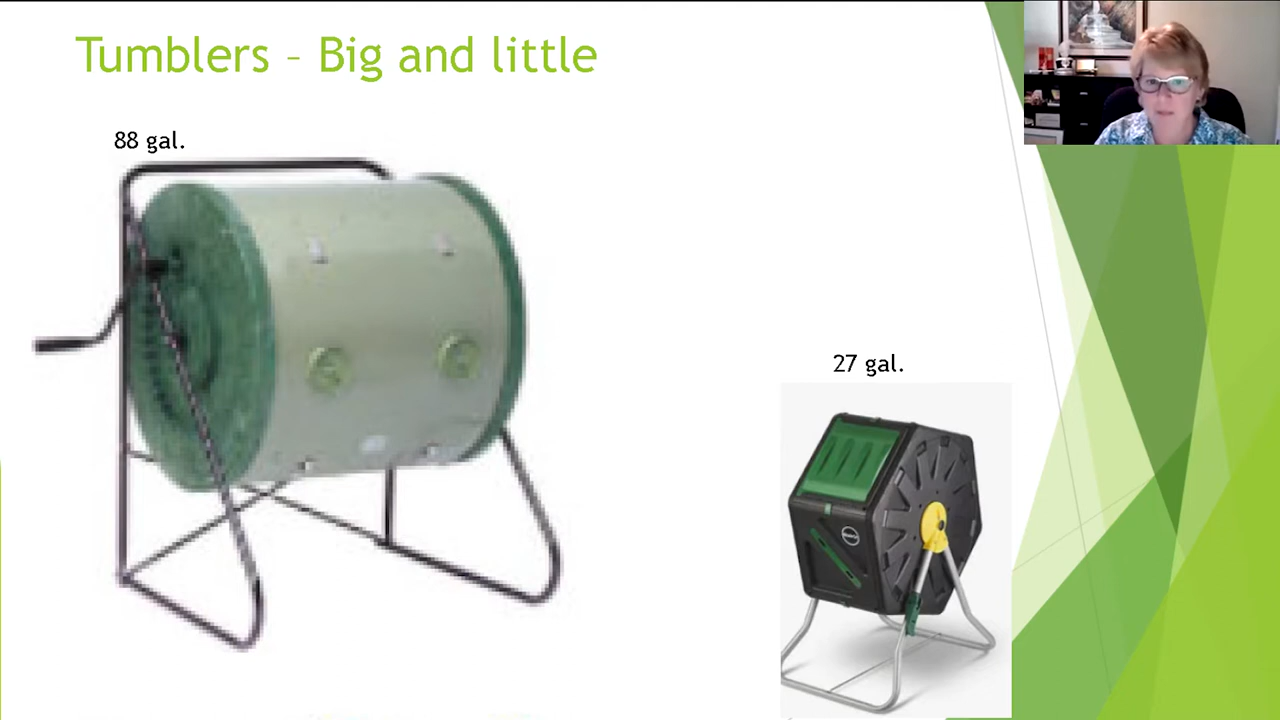 Tumblers – Big and little
88 gal.
27 gal.